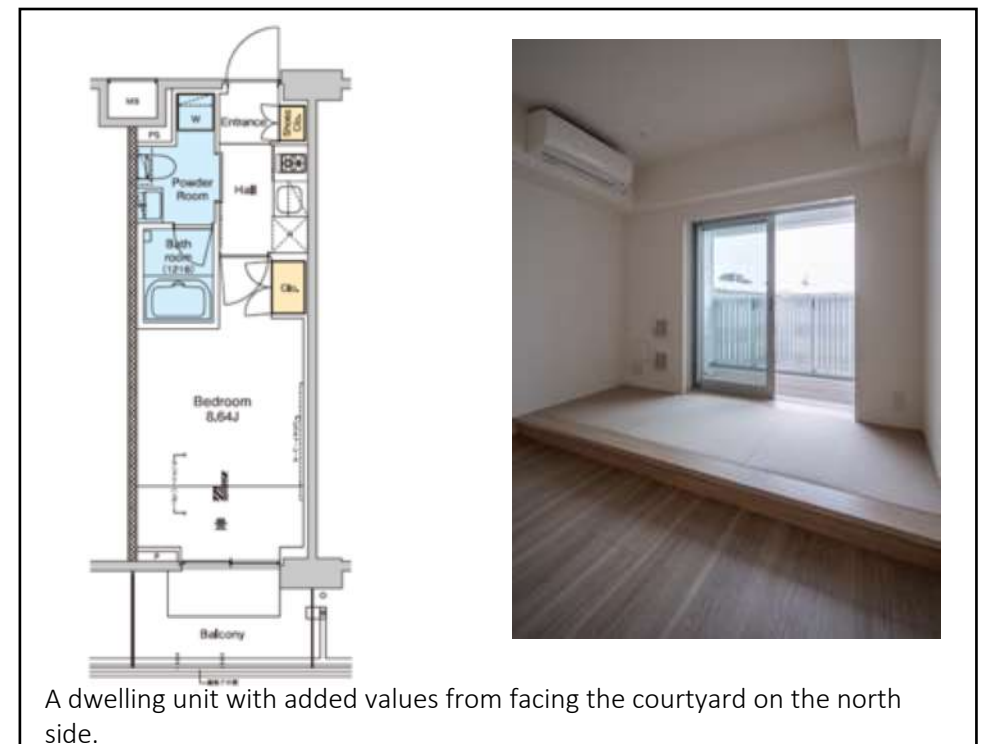 MB
PS
W
Entrance
Shoes
Clo.
Powder
Room
Hall
Bath
room
(1216)
Clo.
Bedroom
8.64J
畳
P
Balcony
A dwelling unit with added values from facing the courtyard on the north
side.